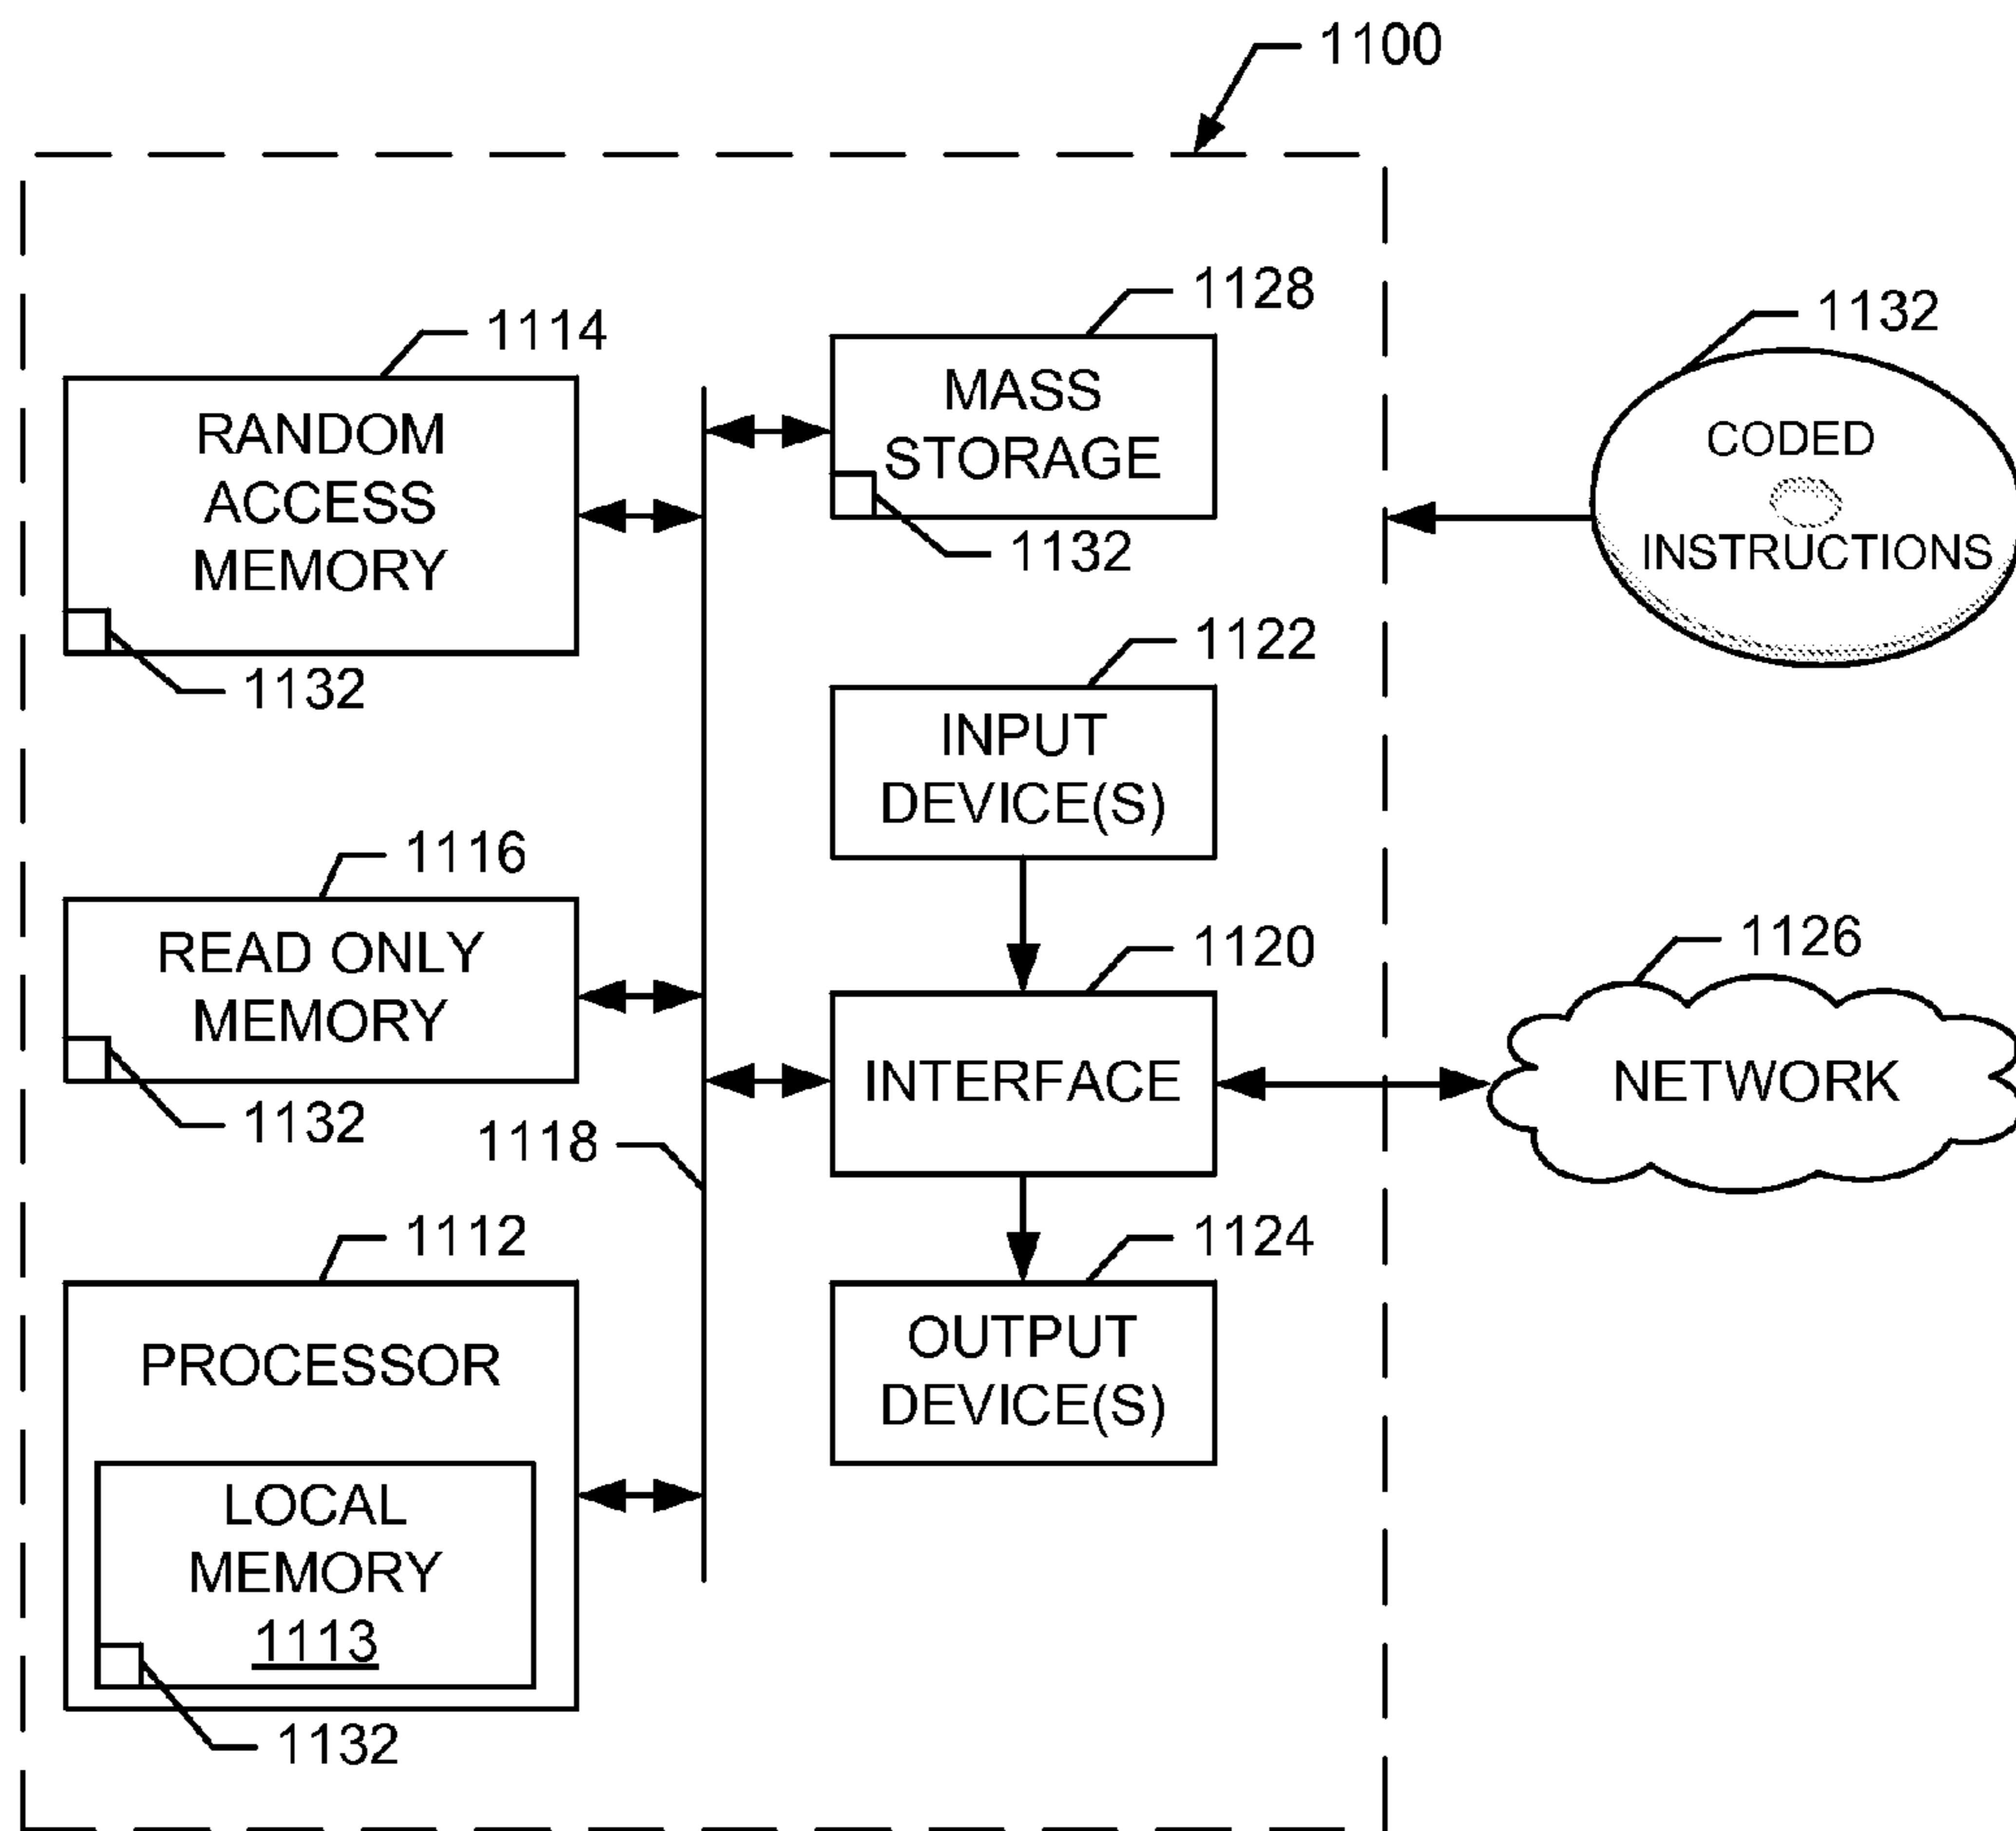 1100
1114
RANDOM
ACCESS
MEMORY
1132
1128
MASS
STORAGE
1132
1132
CODED
INSTRUCTIONS
1122
INPUT
DEVICE(S)
1116
READ ONLY
MEMORY
1132
1120
INTERFACE
1126
NETWORK
1118
1112
PROCESSOR
LOCAL
MEMORY
1113
1132
1124
OUTPUT
DEVICE(S)